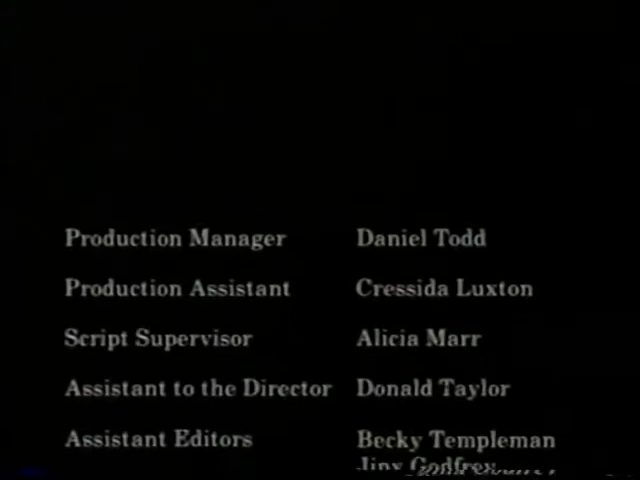 Production Manager Daniel Todd
Production Assistant Cressida Luxton
Script Supervisor Alicia Marr
Assistant to the Director Donald Taylor
Assistant Editors Becky Templeman
Godfrey